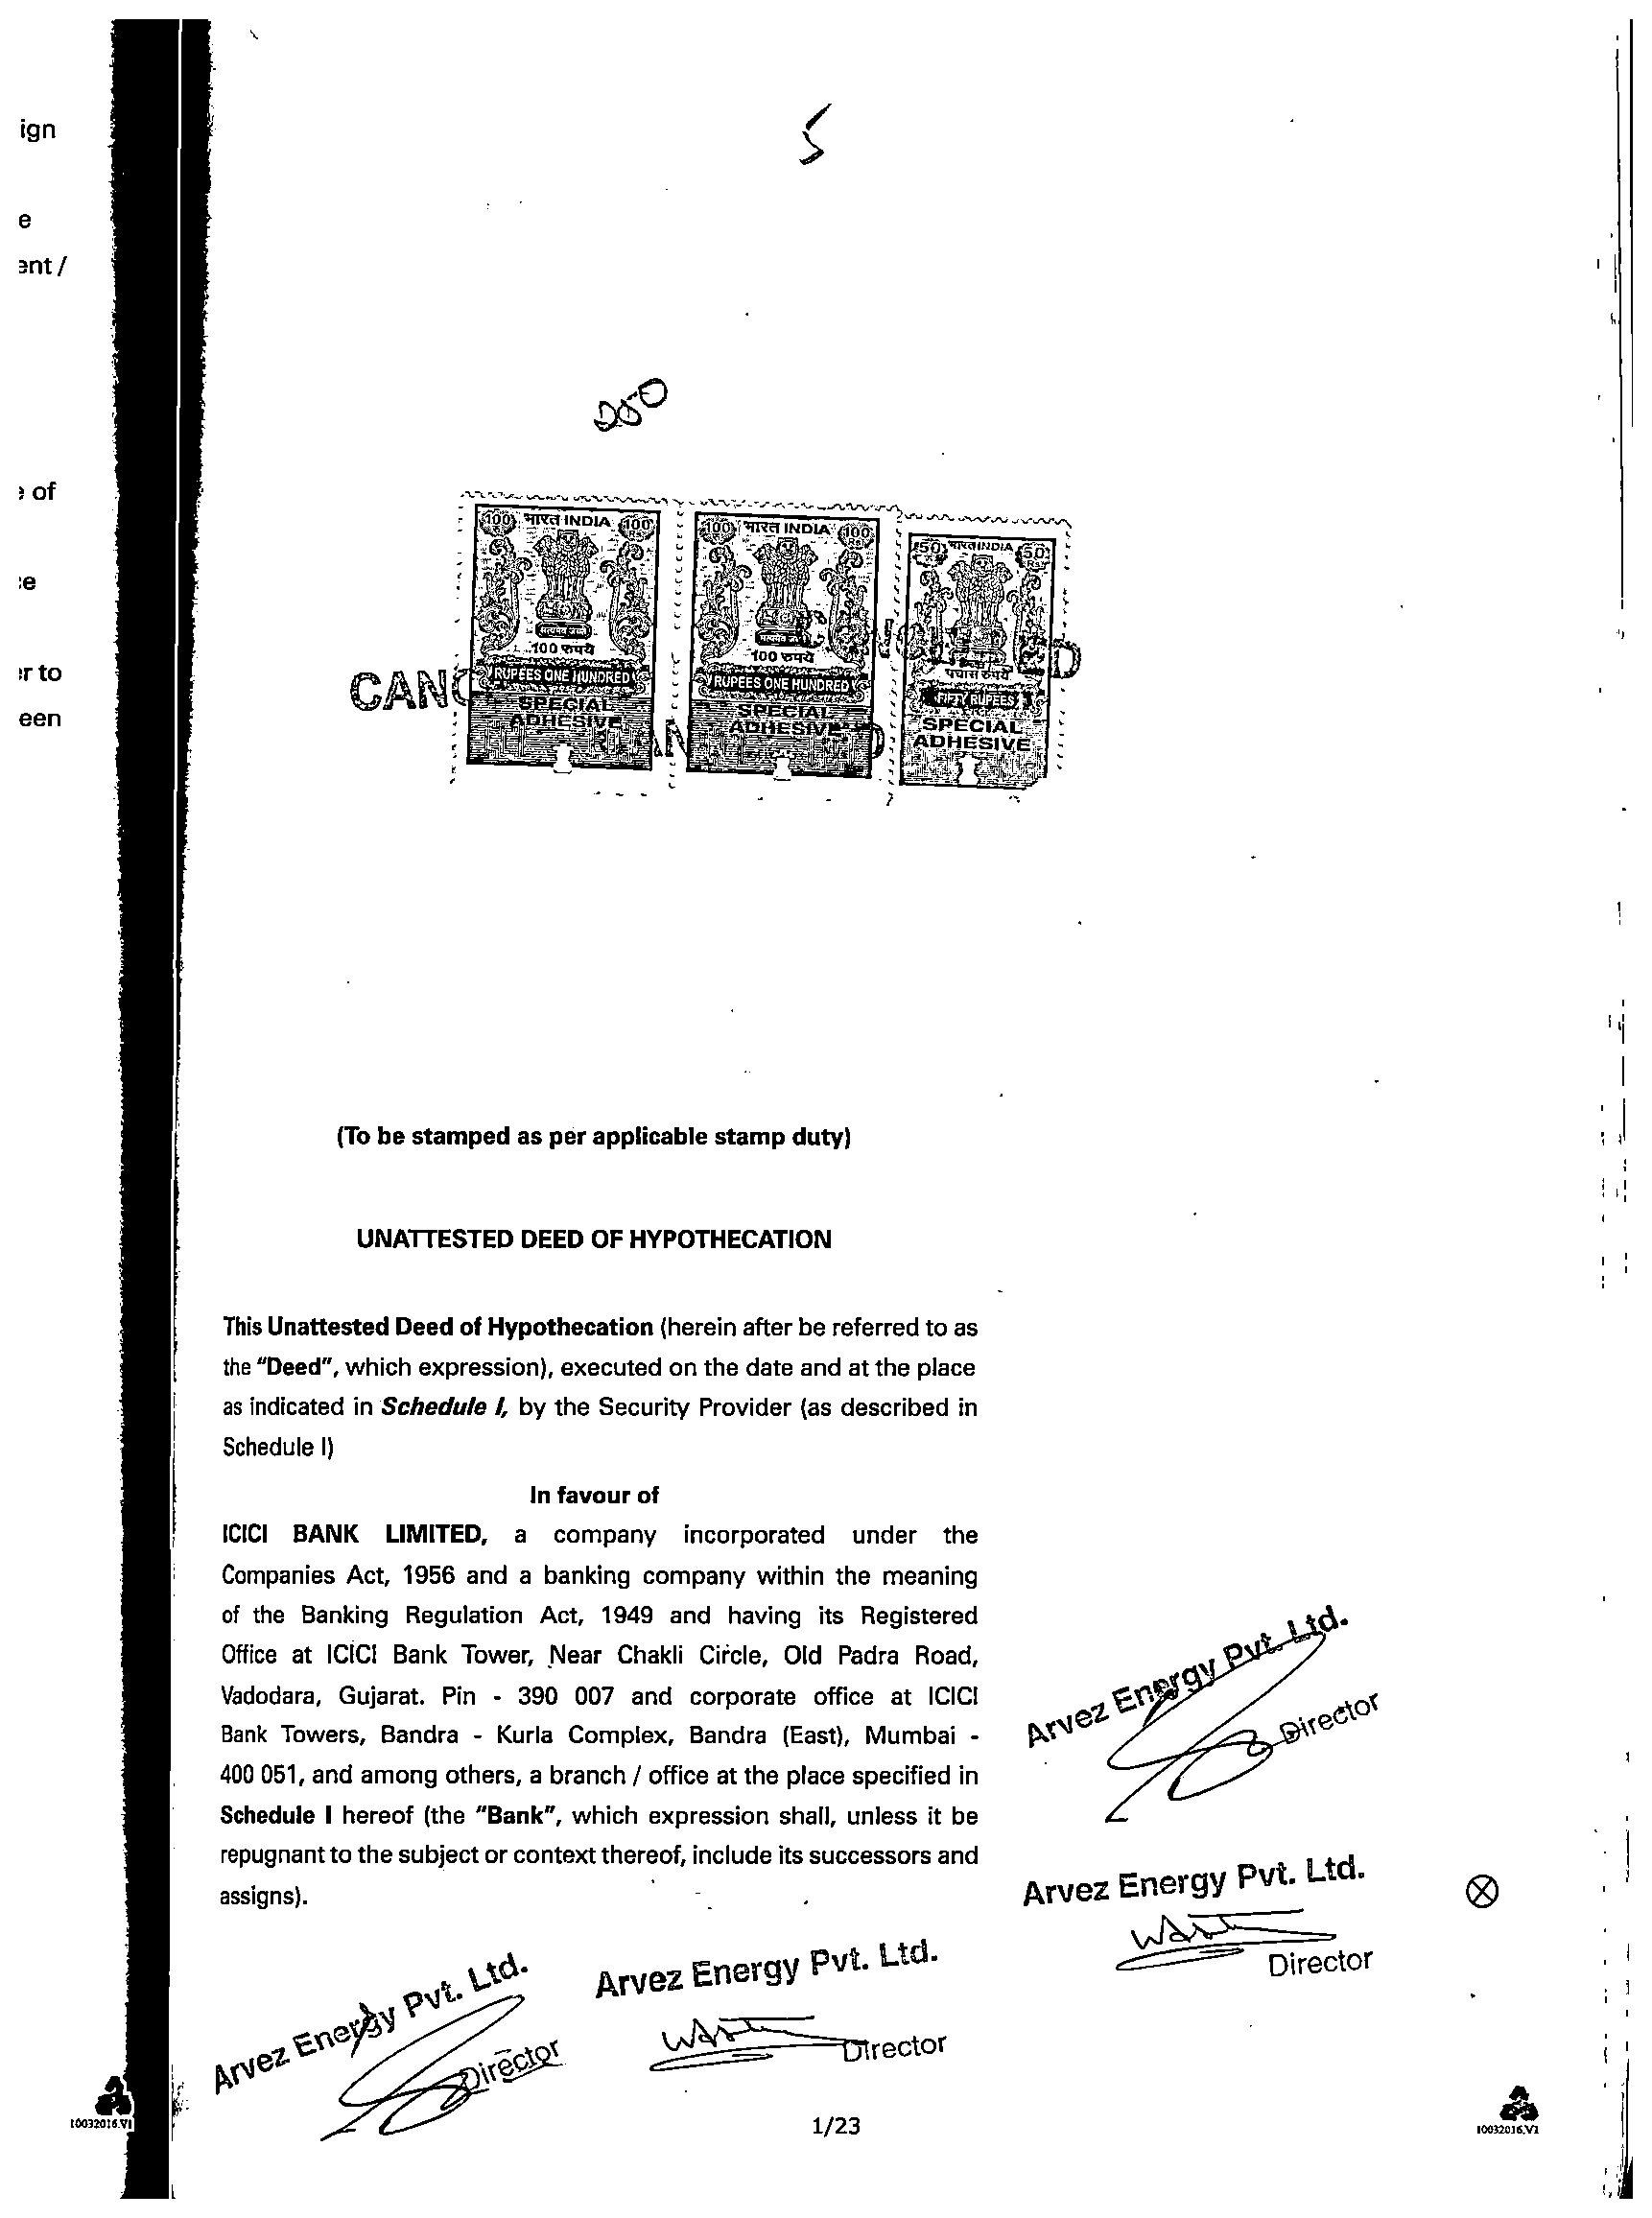 ign
e
ent /
of
e
r to
een
5
100 भारत INDIA 100
100 रुपये
RUPEES ONE HUNDRED
SPECIAL
ADHESIVE
100 भारत INDIA 100
100 रुपये
RUPEES ONE HUNDRED
SPECIAL
ADHESIVE
50 भारत INDIA 50
पचास रुपये
FIFTY RUPEES
SPECIAL
ADHESIVE
(To be stamped as per applicable stamp duty)
UNATTESTED DEED OF HYPOTHECATION
This Unattested Deed of Hypothecation (herein after be referred to as
the “Deed”, which expression), executed on the date and at the place
as indicated in Schedule I, by the Security Provider (as described in
Schedule I)
In favour of
ICICI BANK LIMITED, a company incorporated under the
Companies Act, 1956 and a banking company within the meaning
of the Banking Regulation Act, 1949 and having its Registered
Office at ICICI Bank Tower, Near Chakli Circle, Old Padra Road,
Vadodara, Gujarat. Pin - 390 007 and corporate office at ICICI
Bank Towers, Bandra - Kurla Complex, Bandra (East), Mumbai -
400 051, and among others, a branch / office at the place specified in
Schedule I hereof (the “Bank”, which expression shall, unless it be
repugnant to the subject or context thereof, include its successors and
assigns).
Arvez Energy Pvt. Ltd.
Director
Arvez Energy Pvt. Ltd.
Director
Arvez Energy Pvt. Ltd.
Director
Arvez Energy Pvt. Ltd.
Director
10032016.V1
1/23
10032016.V1